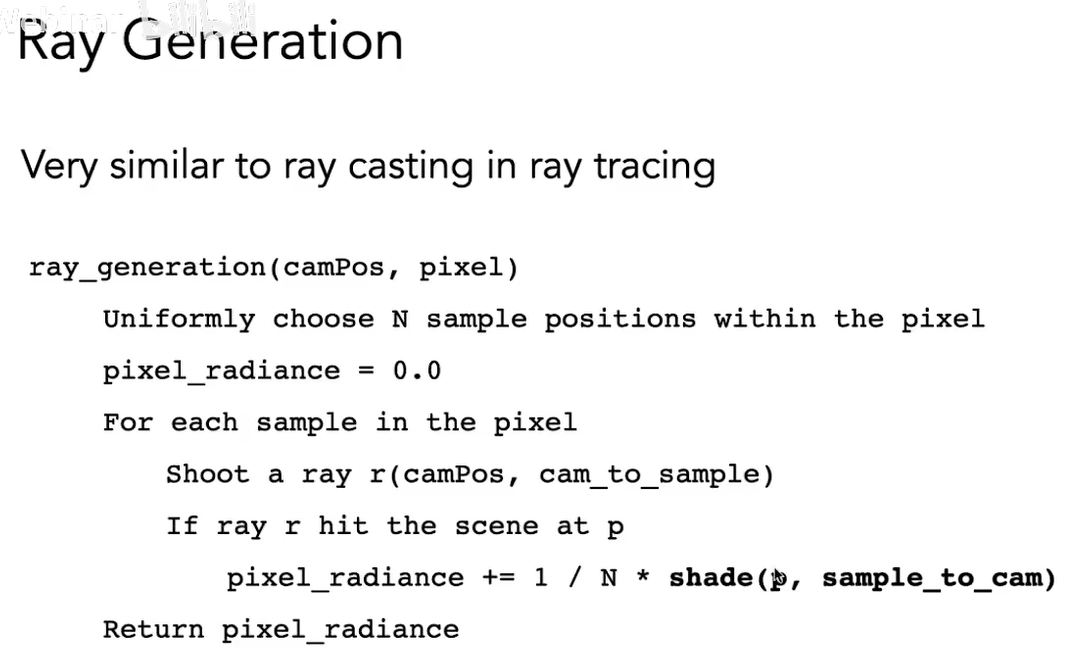 Ray Generation
Very similar to ray casting in ray tracing
ray_generation(camPos, pixel)
Uniformly choose N sample positions within the pixel
pixel_radiance = 0.0
For each sample in the pixel
Shoot a ray r(camPos, cam_to_sample)
If ray r hit the scene at p
pixel_radiance += 1 / N * shade(p, sample_to_cam)
Return pixel_radiance